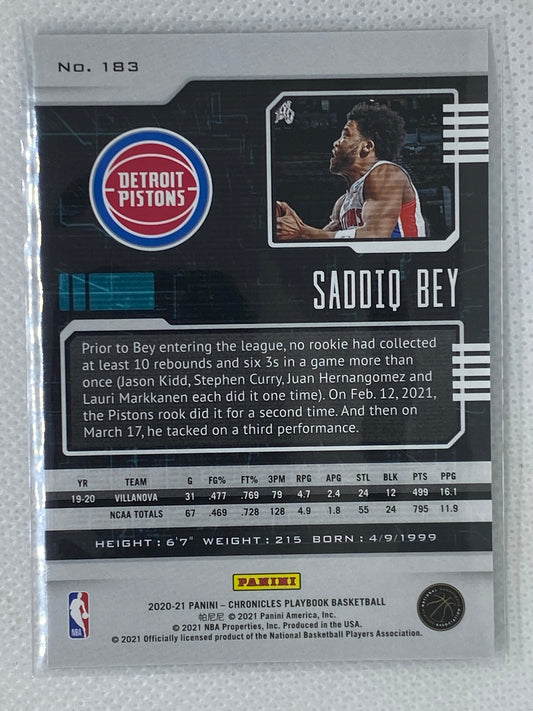 No. 183
DETROIT
PISTONS
SADDIQ BEY
Prior to Bey entering the league, no rookie had collected
at least 10 rebounds and six 3s in a game more than
once (Jason Kidd, Stephen Curry, Juan Hernangomez and
Lauri Markkanen each did it one time). On Feb. 12, 2021,
the Pistons rook did it for a second time. And then on
March 17, he tacked on a third performance.
YR TEAM G FG% FT% 3PM RPG APG STL BLK PTS PPG
19-20 VILLANOVA 31 .477 .769 79 4.7 2.4 24 12 499 16.1
NCAA TOTALS 67 .469 .728 128 4.9 1.8 55 24 795 11.9
HEIGHT: 6'7" WEIGHT: 215 BORN: 4/9/1999
PANINI
2020-21 PANINI – CHRONICLES PLAYBOOK BASKETBALL
帕尼尼 © 2021 Panini America, Inc.
© 2021 NBA Properties, Inc. Produced in the USA.
© 2021 Officially licensed product of the National Basketball Players Association.
NBA